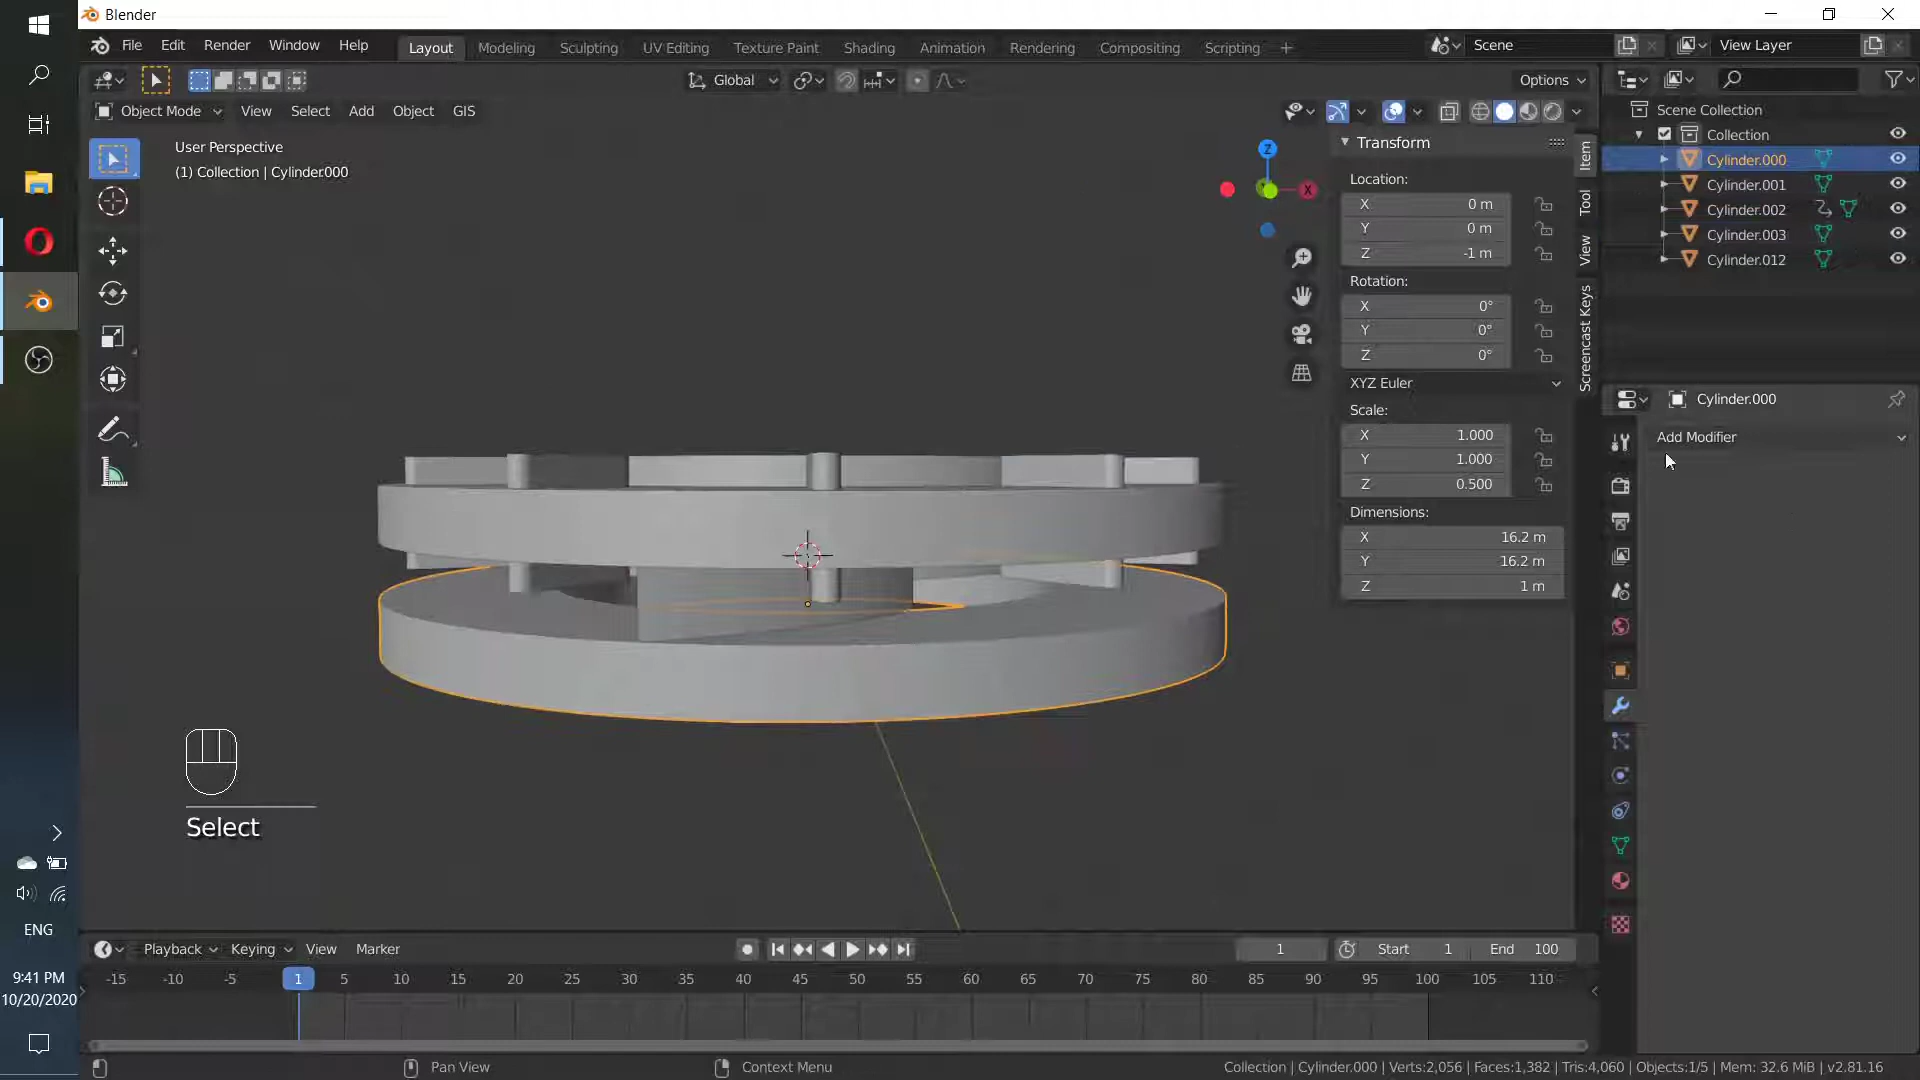 Blender
File Edit Render Window Help Layout Modeling Sculpting UV Editing Texture Paint Shading Animation Rendering Compositing Scripting + Scene View Layer
Global Options
Object Mode View Select Add Object GIS
User Perspective
(1) Collection | Cylinder.000
Z
X
Transform
Location:
X 0 m
Y 0 m
Z -1 m
Rotation:
X 0°
Y 0°
Z 0°
XYZ Euler
Scale:
X 1.000
Y 1.000
Z 0.500
Dimensions:
X 16.2 m
Y 16.2 m
Z 1 m
Item
Tool
View
Screencast Keys
Scene Collection
Collection
Cylinder.000
Cylinder.001
Cylinder.002
Cylinder.003
Cylinder.012
Cylinder.000
Add Modifier
Select
Playback Keying View Marker 1 Start 1 End 100
-15 -10 -5 1 5 10 15 20 25 30 35 40 45 50 55 60 65 70 75 80 85 90 95 100 105 110
Pan View Context Menu Collection | Cylinder.000 | Verts:2,056 | Faces:1,382 | Tris:4,060 | Objects:1/5 | Mem: 32.6 MiB | v2.81.16
ENG
9:41 PM
10/20/2020